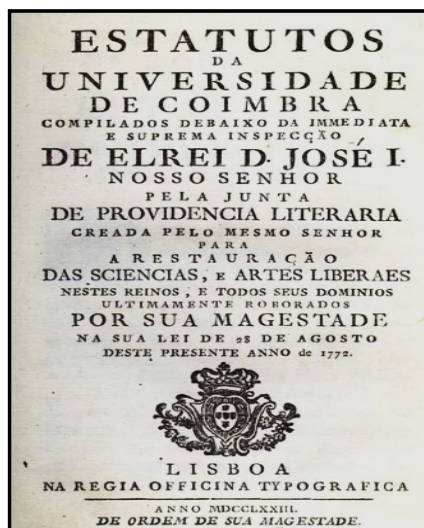 ESTATUTOS
DA
UNIVERSIDADE
DE COIMBRA
COMPILADOS DEBAIXO DA IMMEDIATA
E SUPREMA INSPECÇÃO
DE ELREI D. JOSÉ I.
NOSSO SENHOR
PELA JUNTA
DE PROVIDENCIA LITERARIA
CREADA PELO MESMO SENHOR
PARA
A RESTAURAÇÃO
DAS SCIENCIAS, E ARTES LIBERAES
NESTES REINOS, E TODOS SEUS DOMINIOS
ULTIMAMENTE ROBORADOS
POR SUA MAGESTADE
NA SUA LEI DE 28 DE AGOSTO
DESTE PRESENTE ANNO de 1772.
LISBOA
NA REGIA OFFICINA TYPOGRAFICA
ANNO MDCCLXXIII.
DE ORDEM DE SUA MAGESTADE.